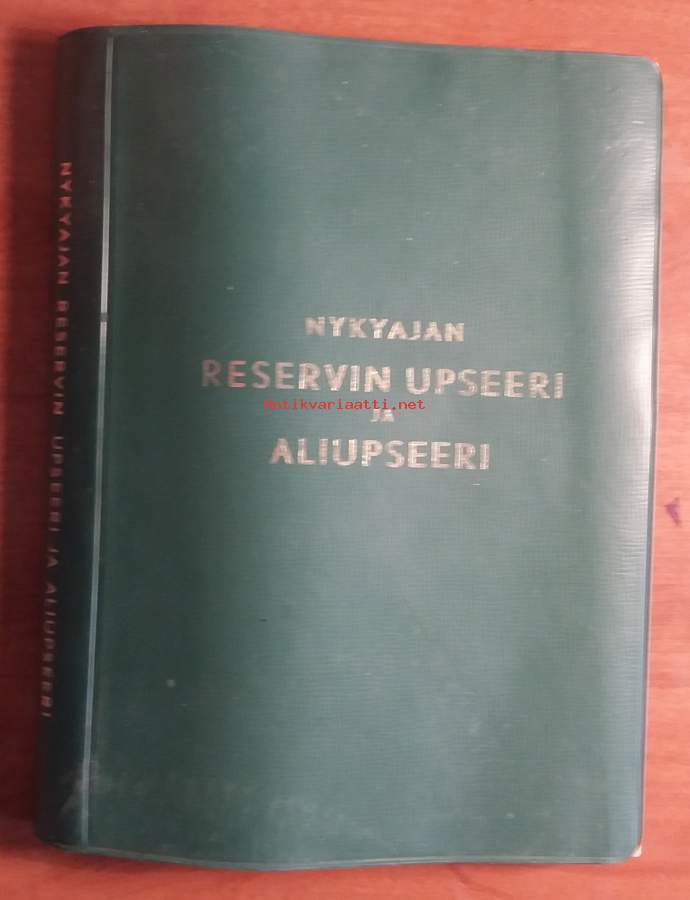 NYKYAJAN
RESERVIN UPSEERI
Antikvariaatti.net
JA
ALIUPSEERI
NYKYAJAN RESERVIN UPSEERI JA ALIUPSEERI